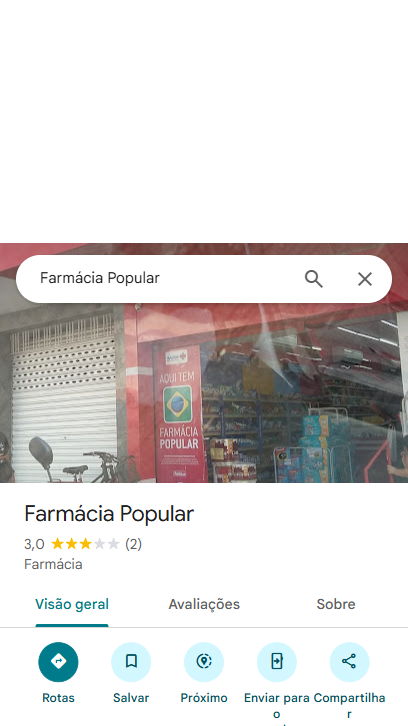 Farmácia Popular
AQUI TEM
FARMÁCIA
POPULAR
Farmácia Popular
3,0 (2)
Farmácia
Visão geral Avaliações Sobre
Rotas Salvar Próximo Enviar para Compartilha
o r